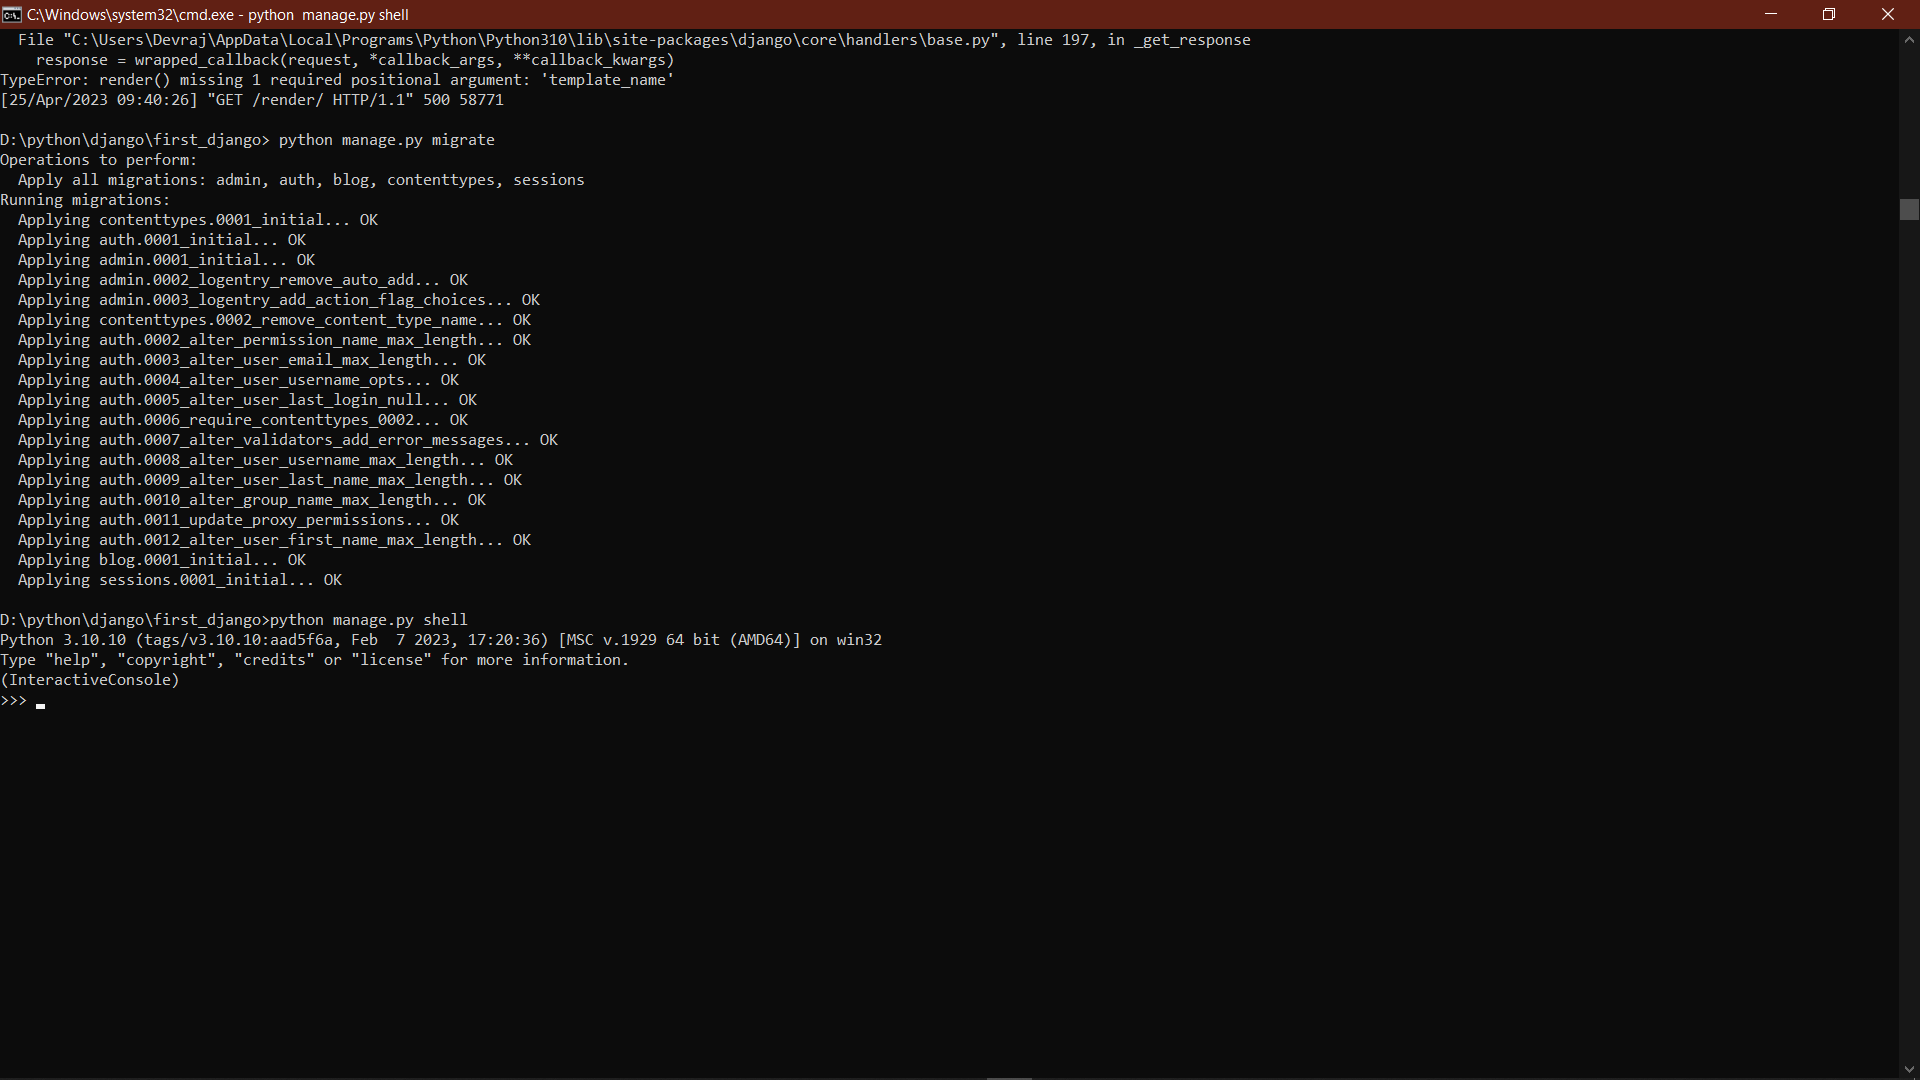 C:\Windows\system32\cmd.exe - python  manage.py shell
  File "C:\Users\Devraj\AppData\Local\Programs\Python\Python310\lib\site-packages\django\core\handlers\base.py", line 197, in _get_response
    response = wrapped_callback(request, *callback_args, **callback_kwargs)
TypeError: render() missing 1 required positional argument: 'template_name'
[25/Apr/2023 09:40:26] "GET /render/ HTTP/1.1" 500 58771
D:\python\django\first_django> python manage.py migrate
Operations to perform:
  Apply all migrations: admin, auth, blog, contenttypes, sessions
Running migrations:
  Applying contenttypes.0001_initial... OK
  Applying auth.0001_initial... OK
  Applying admin.0001_initial... OK
  Applying admin.0002_logentry_remove_auto_add... OK
  Applying admin.0003_logentry_add_action_flag_choices... OK
  Applying contenttypes.0002_remove_content_type_name... OK
  Applying auth.0002_alter_permission_name_max_length... OK
  Applying auth.0003_alter_user_email_max_length... OK
  Applying auth.0004_alter_user_username_opts... OK
  Applying auth.0005_alter_user_last_login_null... OK
  Applying auth.0006_require_contenttypes_0002... OK
  Applying auth.0007_alter_validators_add_error_messages... OK
  Applying auth.0008_alter_user_username_max_length... OK
  Applying auth.0009_alter_user_last_name_max_length... OK
  Applying auth.0010_alter_group_name_max_length... OK
  Applying auth.0011_update_proxy_permissions... OK
  Applying auth.0012_alter_user_first_name_max_length... OK
  Applying blog.0001_initial... OK
  Applying sessions.0001_initial... OK
D:\python\django\first_django>python manage.py shell
Python 3.10.10 (tags/v3.10.10:aad5f6a, Feb  7 2023, 17:20:36) [MSC v.1929 64 bit (AMD64)] on win32
Type "help", "copyright", "credits" or "license" for more information.
(InteractiveConsole)
>>>